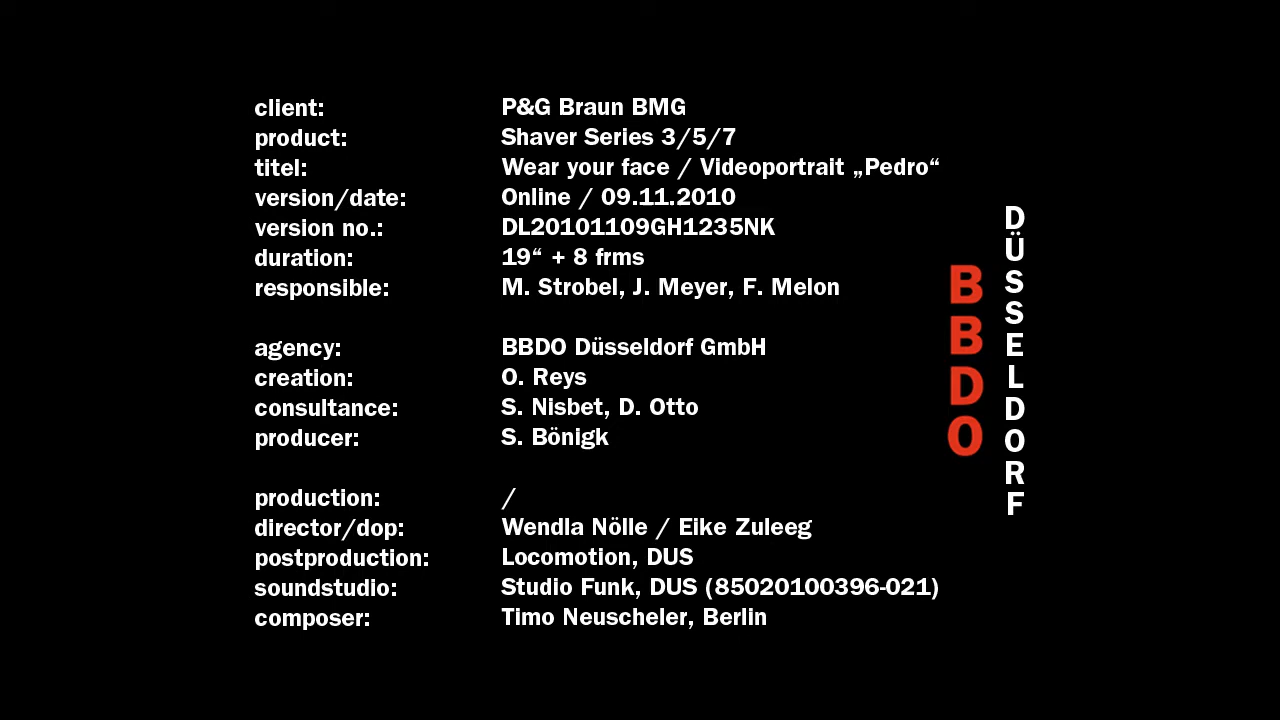 client: P&G Braun BMG
product: Shaver Series 3/5/7
titel: Wear your face / Videoportrait „Pedro“
version/date: Online / 09.11.2010
version no.: DL20101109GH1235NK
duration: 19“ + 8 frms
responsible: M. Strobel, J. Meyer, F. Melon
agency: BBDO Düsseldorf GmbH
creation: O. Reys
consultance: S. Nisbet, D. Otto
producer: S. Bönigk
production: /
director/dop: Wendla Nölle / Eike Zuleeg
postproduction: Locomotion, DUS
soundstudio: Studio Funk, DUS (85020100396-021)
composer: Timo Neuscheler, Berlin
BBDO
DÜSSELDORF